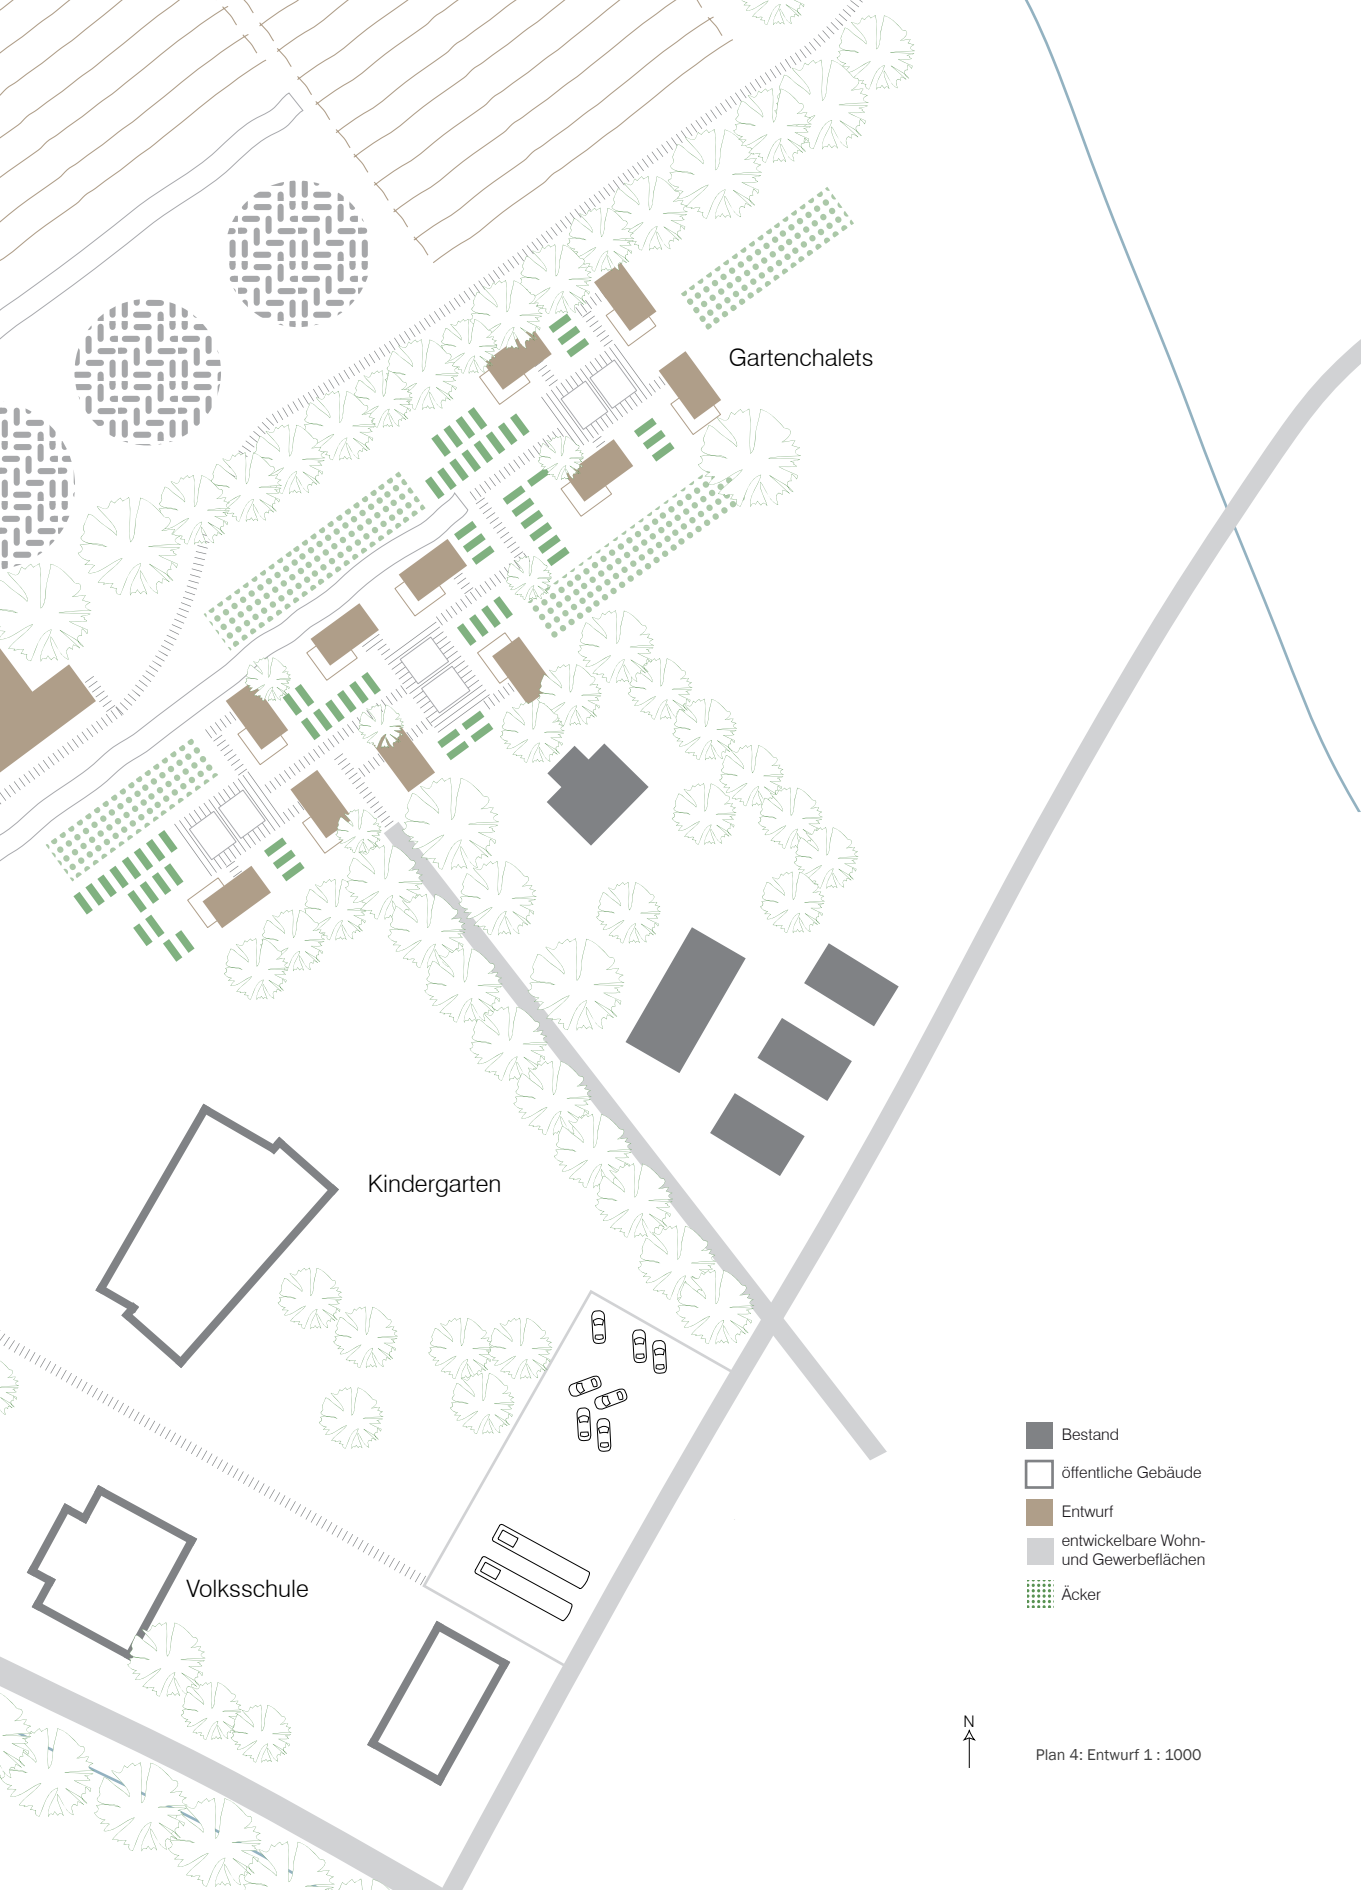 Gartenchalets
Kindergarten
Volksschule
Bestand
öffentliche Gebäude
Entwurf
entwickelbare Wohn-
und Gewerbeflächen
Äcker
N
Plan 4: Entwurf 1 : 1000